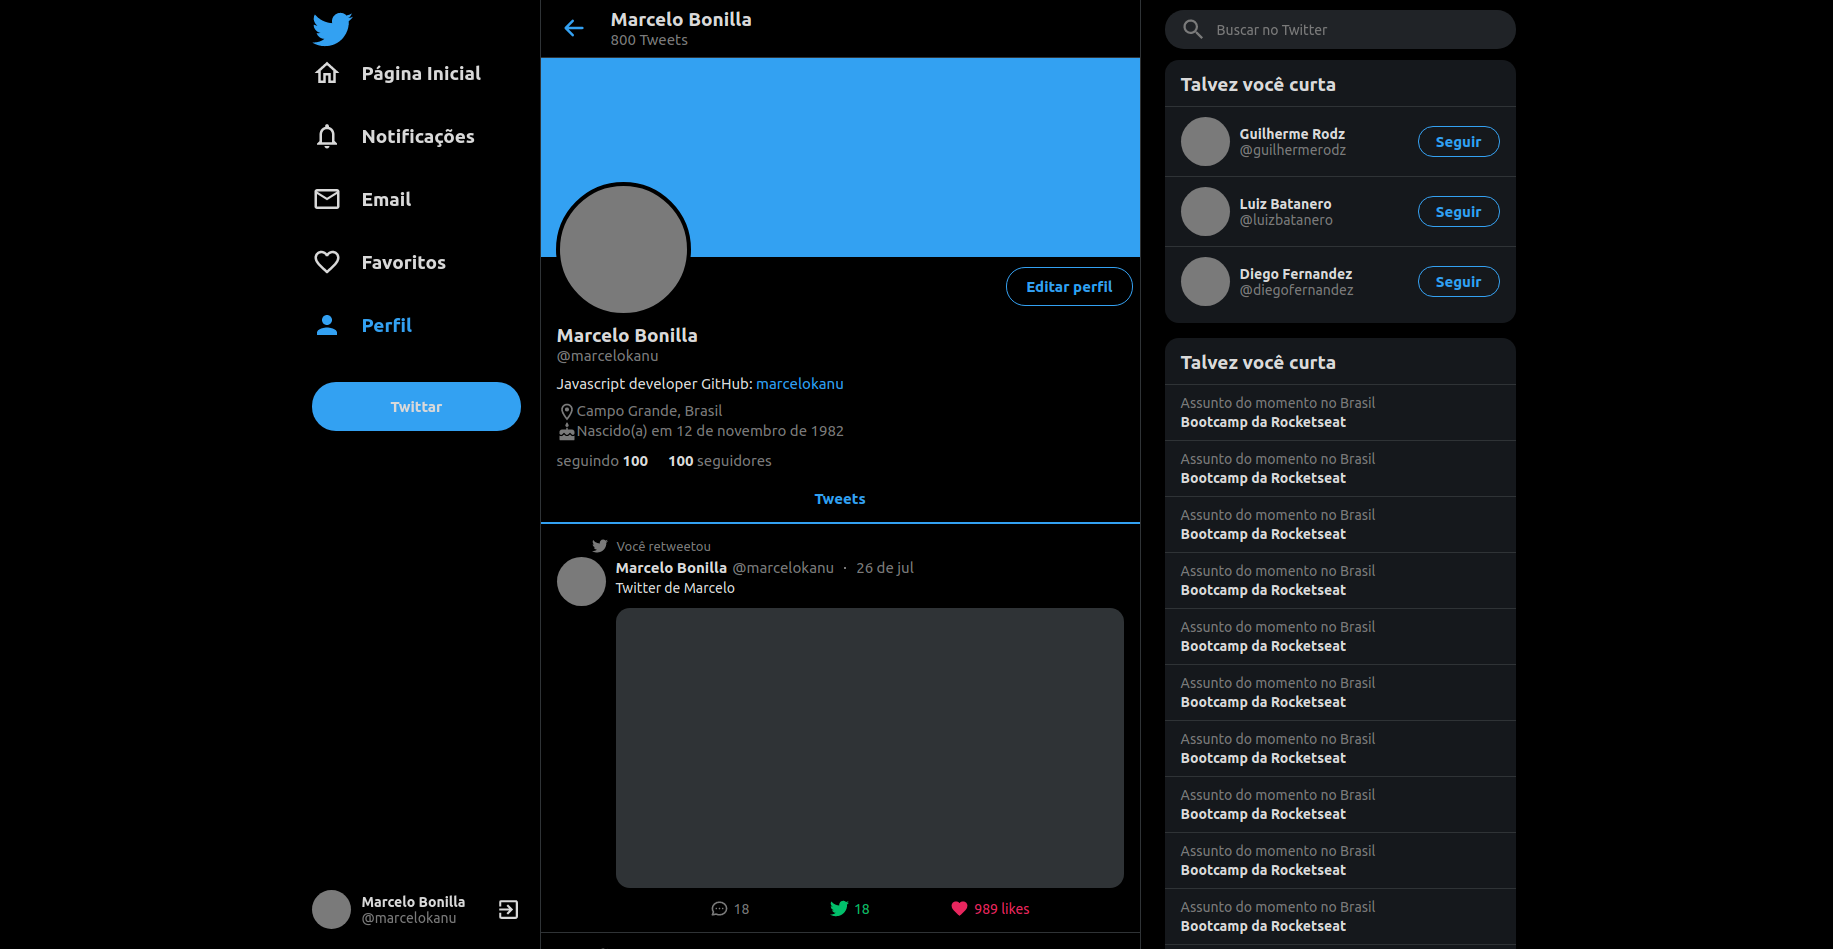 Página Inicial
Notificações
Email
Favoritos
Perfil
Twittar
Marcelo Bonilla
@marcelokanu
Marcelo Bonilla
800 Tweets
Editar perfil
Marcelo Bonilla
@marcelokanu
Javascript developer GitHub: marcelokanu
Campo Grande, Brasil
Nascido(a) em 12 de novembro de 1982
seguindo 100 100 seguidores
Tweets
Você retweetou
Marcelo Bonilla @marcelokanu · 26 de jul
Twitter de Marcelo
18 18 989 likes
Buscar no Twitter
Talvez você curta
Guilherme Rodz
@guilhermerodz
Seguir
Luiz Batanero
@luizbatanero
Seguir
Diego Fernandez
@diegofernandez
Seguir
Talvez você curta
Assunto do momento no Brasil
Bootcamp da Rocketseat
Assunto do momento no Brasil
Bootcamp da Rocketseat
Assunto do momento no Brasil
Bootcamp da Rocketseat
Assunto do momento no Brasil
Bootcamp da Rocketseat
Assunto do momento no Brasil
Bootcamp da Rocketseat
Assunto do momento no Brasil
Bootcamp da Rocketseat
Assunto do momento no Brasil
Bootcamp da Rocketseat
Assunto do momento no Brasil
Bootcamp da Rocketseat
Assunto do momento no Brasil
Bootcamp da Rocketseat
Assunto do momento no Brasil
Bootcamp da Rocketseat